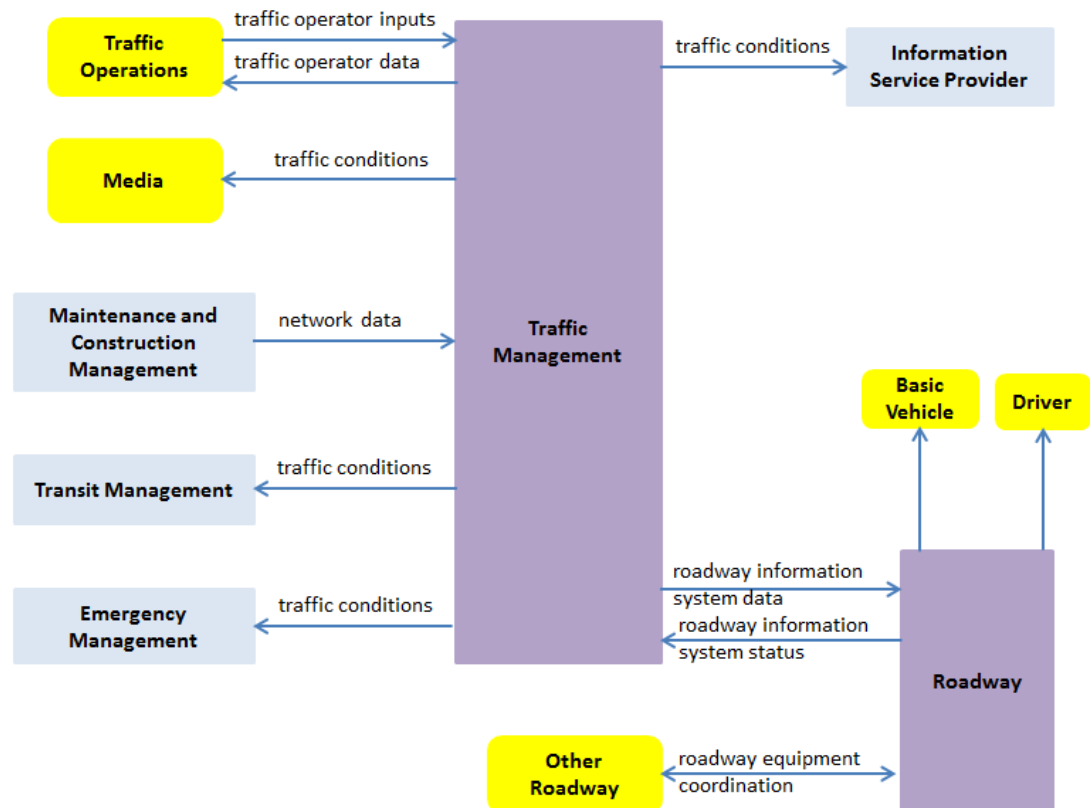 traffic operator inputs
Traffic
Operations
traffic operator data
traffic conditions
Information
Service Provider
Media
traffic conditions
Maintenance and
Construction
Management
network data
Traffic
Management
Basic
Vehicle
Driver
Transit Management
traffic conditions
Emergency
Management
traffic conditions
roadway information
system data
roadway information
system status
Roadway
Other
Roadway
roadway equipment
coordination